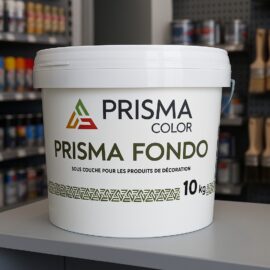 PRISMA
COLOR
PRISMA FONDO
SOUS COUCHE POUR LES PRODUITS DE DÉCORATION
10 kg